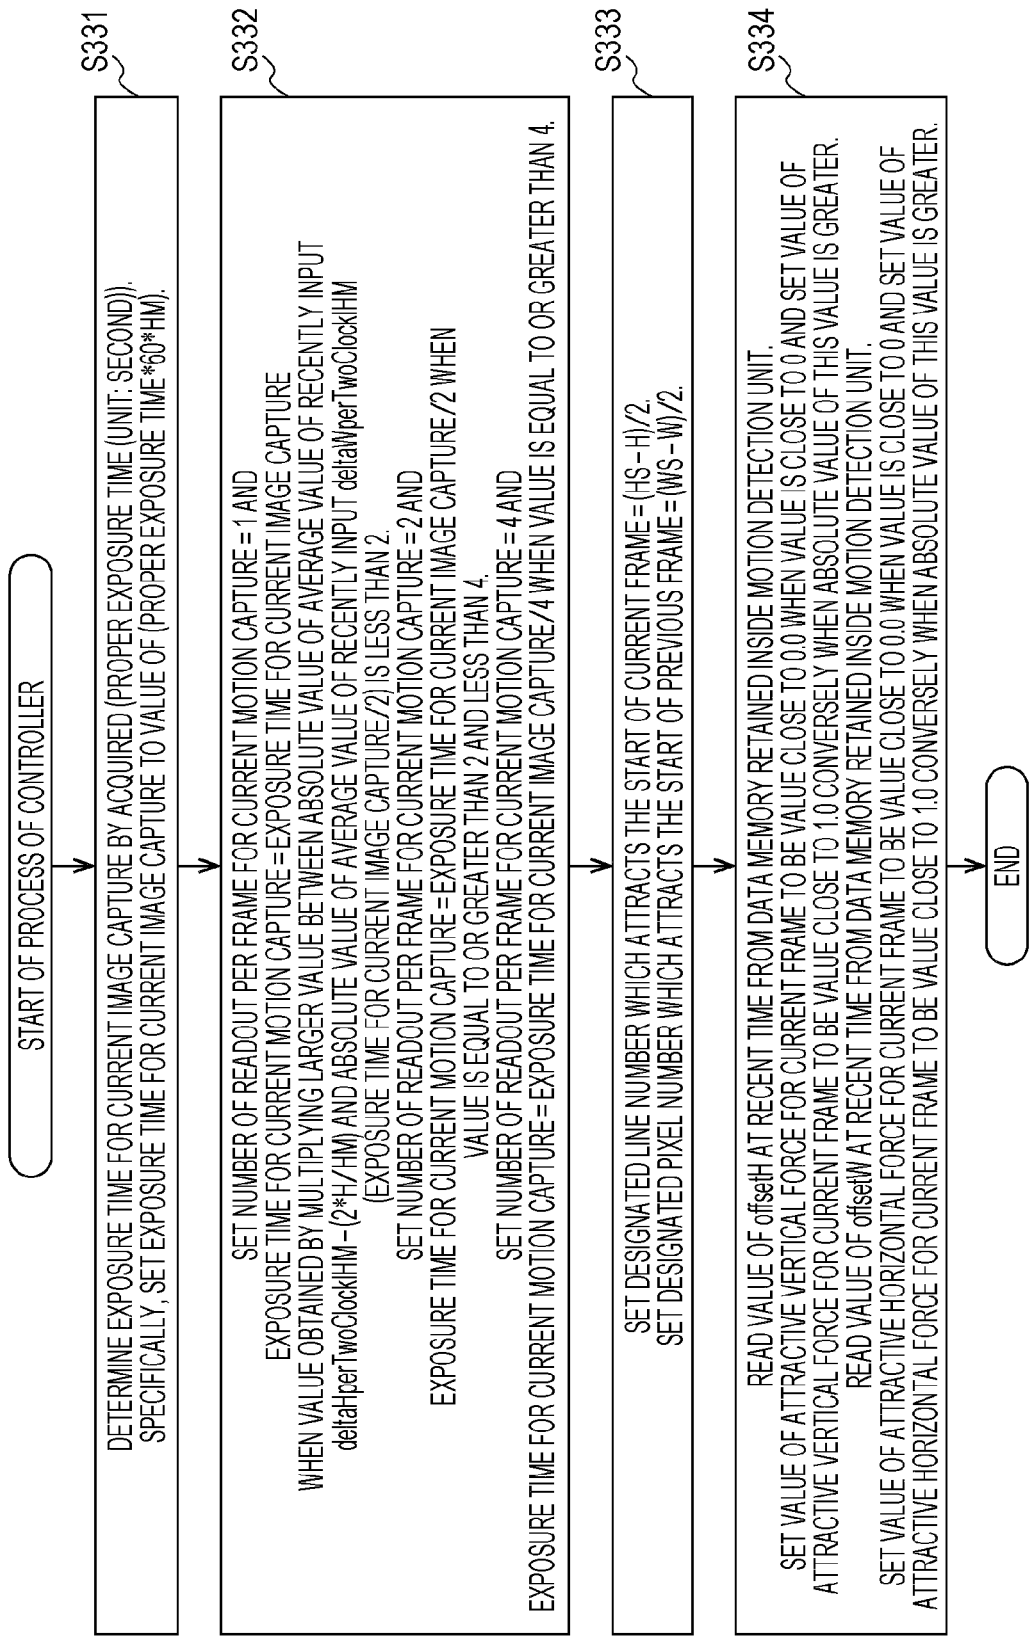 START OF PROCESS OF CONTROLLER
S331
DETERMINE EXPOSURE TIME FOR CURRENT IMAGE CAPTURE BY ACQUIRED (PROPER EXPOSURE TIME (UNIT: SECOND)).
SPECIFICALLY, SET EXPOSURE TIME FOR CURRENT IMAGE CAPTURE TO VALUE OF (PROPER EXPOSURE TIME*60*HM).
S332
SET NUMBER OF READOUT PER FRAME FOR CURRENT MOTION CAPTURE = 1 AND
EXPOSURE TIME FOR CURRENT MOTION CAPTURE = EXPOSURE TIME FOR CURRENT IMAGE CAPTURE
WHEN VALUE OBTAINED BY MULTIPLYING LARGER VALUE BETWEEN ABSOLUTE VALUE OF AVERAGE VALUE OF RECENTLY INPUT
deltaHperTwoClockIHM – (2*H/HM) AND ABSOLUTE VALUE OF AVERAGE VALUE OF RECENTLY INPUT deltaWperTwoClockIHM
(EXPOSURE TIME FOR CURRENT IMAGE CAPTURE/2) IS LESS THAN 2.
SET NUMBER OF READOUT PER FRAME FOR CURRENT MOTION CAPTURE = 2 AND
EXPOSURE TIME FOR CURRENT MOTION CAPTURE = EXPOSURE TIME FOR CURRENT IMAGE CAPTURE/2 WHEN
VALUE IS EQUAL TO OR GREATER THAN 2 AND LESS THAN 4.
SET NUMBER OF READOUT PER FRAME FOR CURRENT MOTION CAPTURE = 4 AND
EXPOSURE TIME FOR CURRENT MOTION CAPTURE = EXPOSURE TIME FOR CURRENT IMAGE CAPTURE/4 WHEN VALUE IS EQUAL TO OR GREATER THAN 4.
S333
SET DESIGNATED LINE NUMBER WHICH ATTRACTS THE START OF CURRENT FRAME = (HS – H)/2.
SET DESIGNATED PIXEL NUMBER WHICH ATTRACTS THE START OF PREVIOUS FRAME = (WS – W)/2.
S334
READ VALUE OF offsetH AT RECENT TIME FROM DATA MEMORY RETAINED INSIDE MOTION DETECTION UNIT.
SET VALUE OF ATTRACTIVE VERTICAL FORCE FOR CURRENT FRAME TO BE VALUE CLOSE TO 0.0 WHEN VALUE IS CLOSE TO 0 AND SET VALUE OF
ATTRACTIVE VERTICAL FORCE FOR CURRENT FRAME TO BE VALUE CLOSE TO 1.0 CONVERSELY WHEN ABSOLUTE VALUE OF THIS VALUE IS GREATER.
READ VALUE OF offsetW AT RECENT TIME FROM DATA MEMORY RETAINED INSIDE MOTION DETECTION UNIT.
SET VALUE OF ATTRACTIVE HORIZONTAL FORCE FOR CURRENT FRAME TO BE VALUE CLOSE TO 0.0 WHEN VALUE IS CLOSE TO 0 AND SET VALUE OF
ATTRACTIVE HORIZONTAL FORCE FOR CURRENT FRAME TO BE VALUE CLOSE TO 1.0 CONVERSELY WHEN ABSOLUTE VALUE OF THIS VALUE IS GREATER.
END